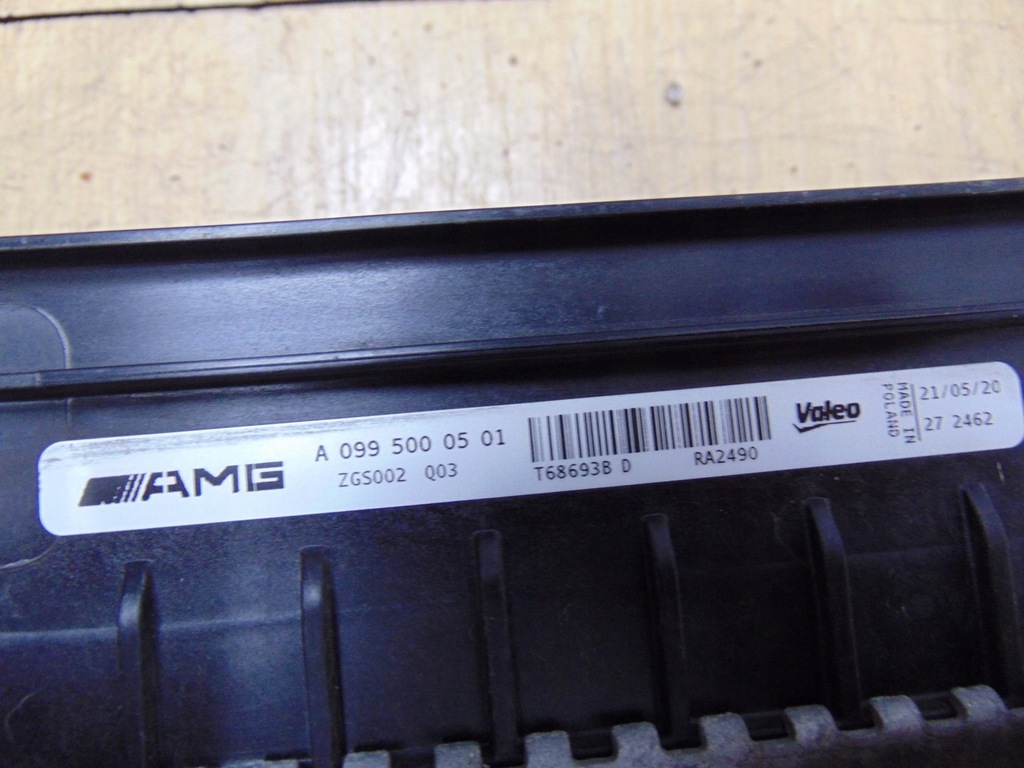 AMG
A 099 500 05 01
ZGS002 Q03
T68693B D RA2490
Valeo
MADE IN
POLAND
21/05/20
27 2462